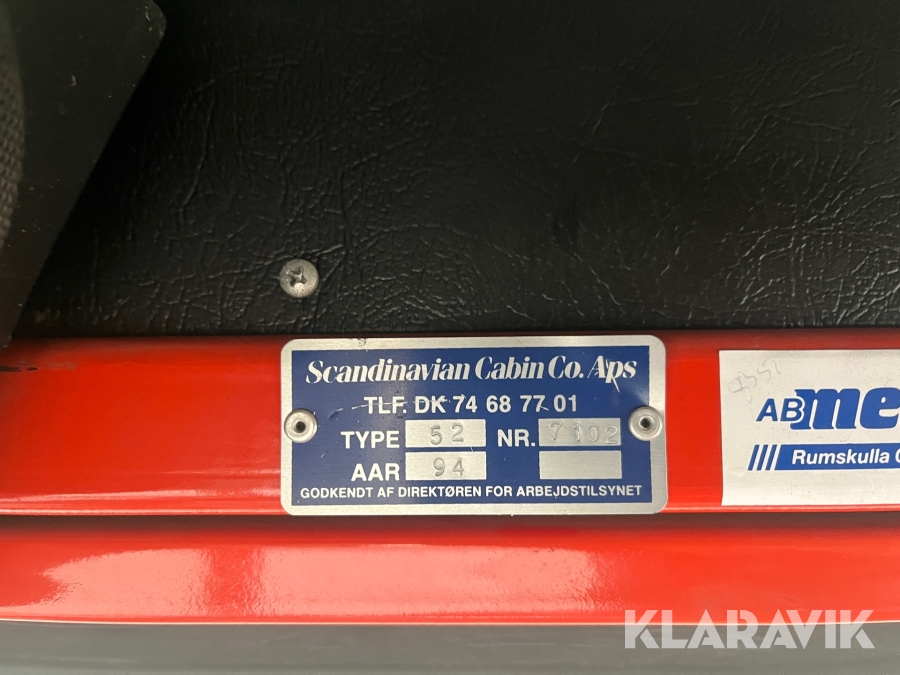 Scandinavian Cabin Co. Aps
TLF. DK 74 68 77 01
TYPE 52 NR. 7102
AAR 94
GODKENDT AF DIREKTØREN FOR ARBEJDSTILSYNET
AB me
Rumskulla
KLARAVIK